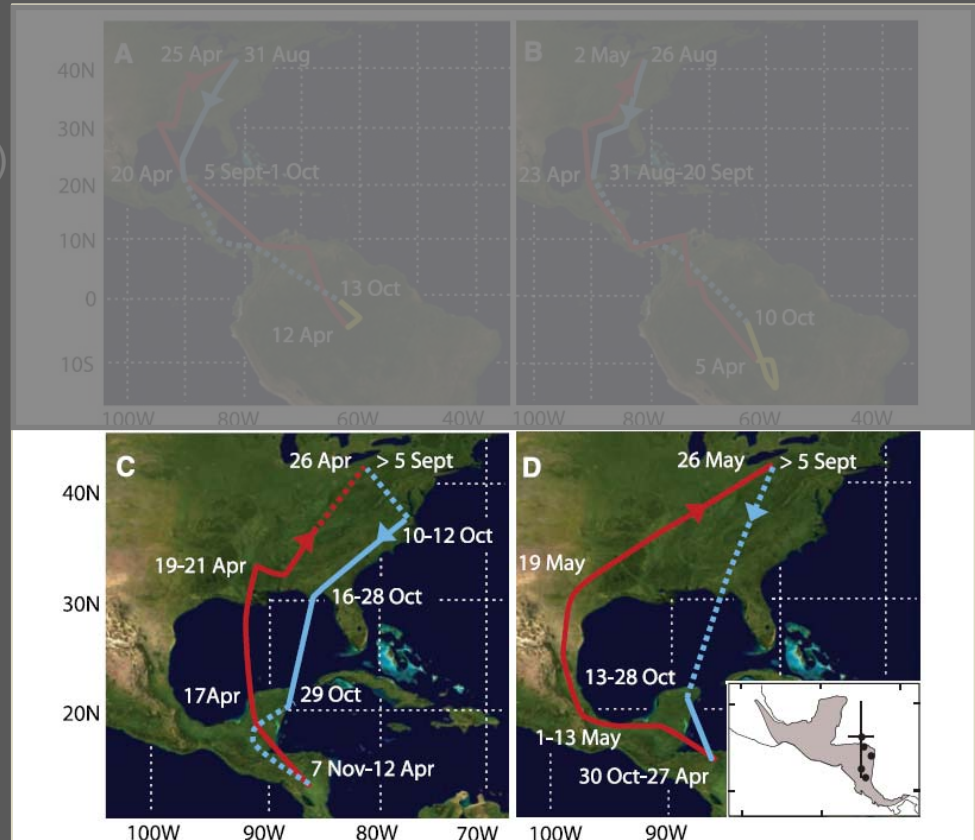 A
25 Apr
31 Aug
40N
30N
20 Apr
5 Sept-1 Oct
20N
10N
0
13 Oct
12 Apr
10S
100W
80W
60W
40W
B
2 May
26 Aug
23 Apr
31 Aug-20 Sept
10 Oct
5 Apr
100W
80W
60W
40W
C
26 Apr
> 5 Sept
40N
10-12 Oct
19-21 Apr
16-28 Oct
30N
17Apr
29 Oct
20N
7 Nov-12 Apr
100W
90W
80W
70W
D
26 May
> 5 Sept
19 May
13-28 Oct
1-13 May
30 Oct-27 Apr
100W
90W